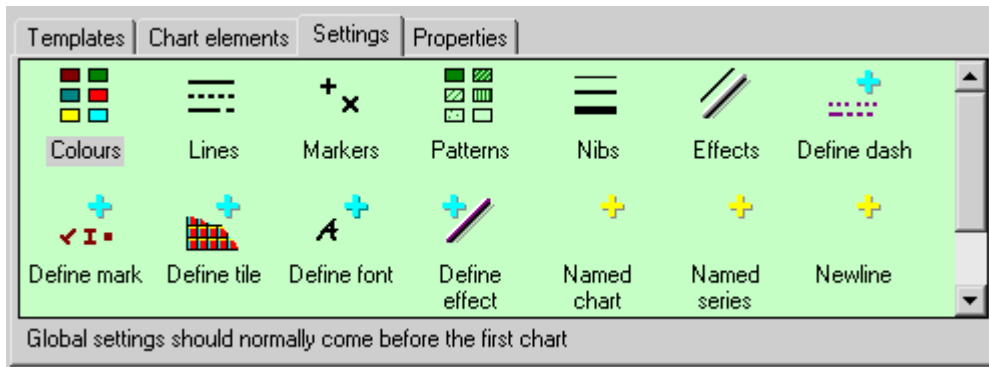 Templates Chart elements Settings Properties
Colours Lines Markers Patterns Nibs Effects Define dash
Define mark Define tile Define font Define effect Named chart Named series Newline
Global settings should normally come before the first chart